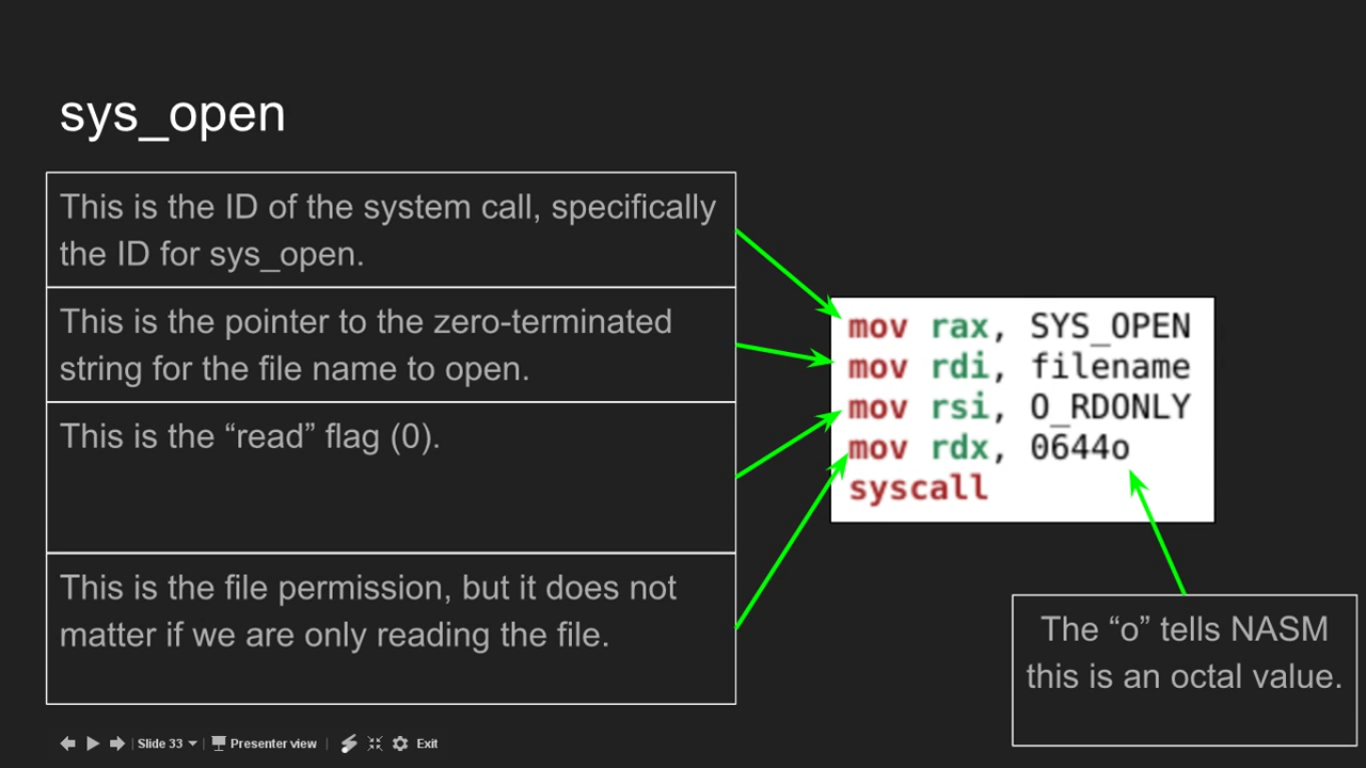 sys_open
This is the ID of the system call, specifically
the ID for sys_open.
This is the pointer to the zero-terminated
string for the file name to open.
This is the “read” flag (0).
This is the file permission, but it does not
matter if we are only reading the file.
mov rax, SYS_OPEN
mov rdi, filename
mov rsi, O_RDONLY
mov rdx, 0644o
syscall
The “o” tells NASM
this is an octal value.
Slide 33 Presenter view Exit